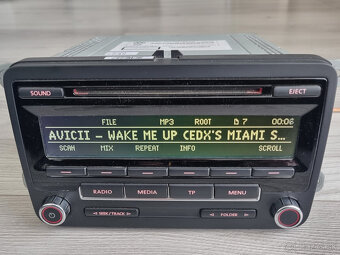 SOUND
EJECT
FILE MP3 ROOT 7 00:06
AVICII - WAKE ME UP CEDX'S MIAMI S...
SCAN MIX REPEAT INFO SCROLL
RADIO MEDIA TP MENU
SEEK/TRACK FOLDER